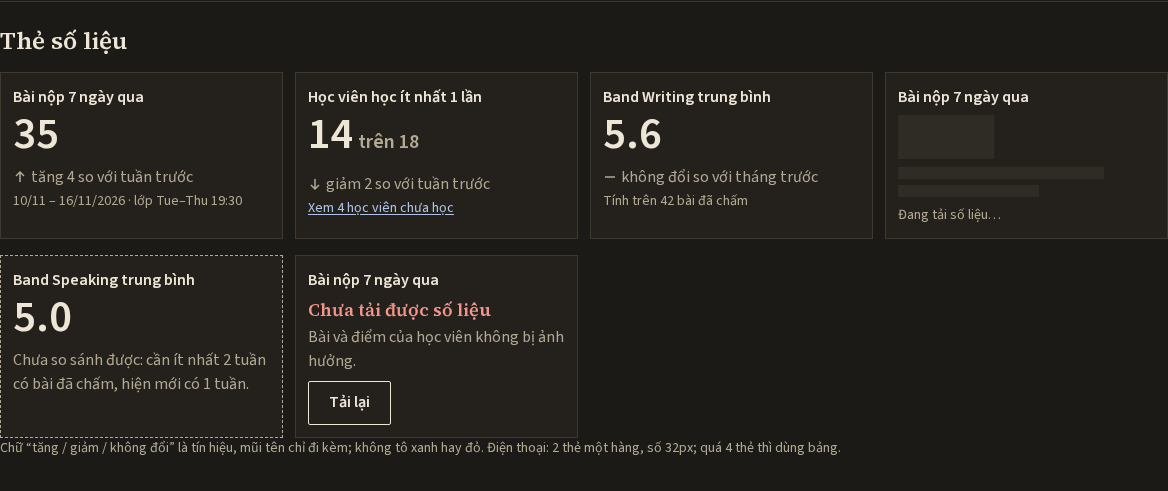 Thẻ số liệu
Bài nộp 7 ngày qua
35
↑ tăng 4 so với tuần trước
10/11 – 16/11/2026 · lớp Tue–Thu 19:30
Học viên học ít nhất 1 lần
14 trên 18
↓ giảm 2 so với tuần trước
Xem 4 học viên chưa học
Band Writing trung bình
5.6
— không đổi so với tháng trước
Tính trên 42 bài đã chấm
Bài nộp 7 ngày qua
Đang tải số liệu…
Band Speaking trung bình
5.0
Chưa so sánh được: cần ít nhất 2 tuần
có bài đã chấm, hiện mới có 1 tuần.
Bài nộp 7 ngày qua
Chưa tải được số liệu
Bài và điểm của học viên không bị ảnh
hưởng.
Tải lại
Chữ “tăng / giảm / không đổi” là tín hiệu, mũi tên chỉ đi kèm; không tô xanh hay đỏ. Điện thoại: 2 thẻ một hàng, số 32px; quá 4 thẻ thì dùng bảng.